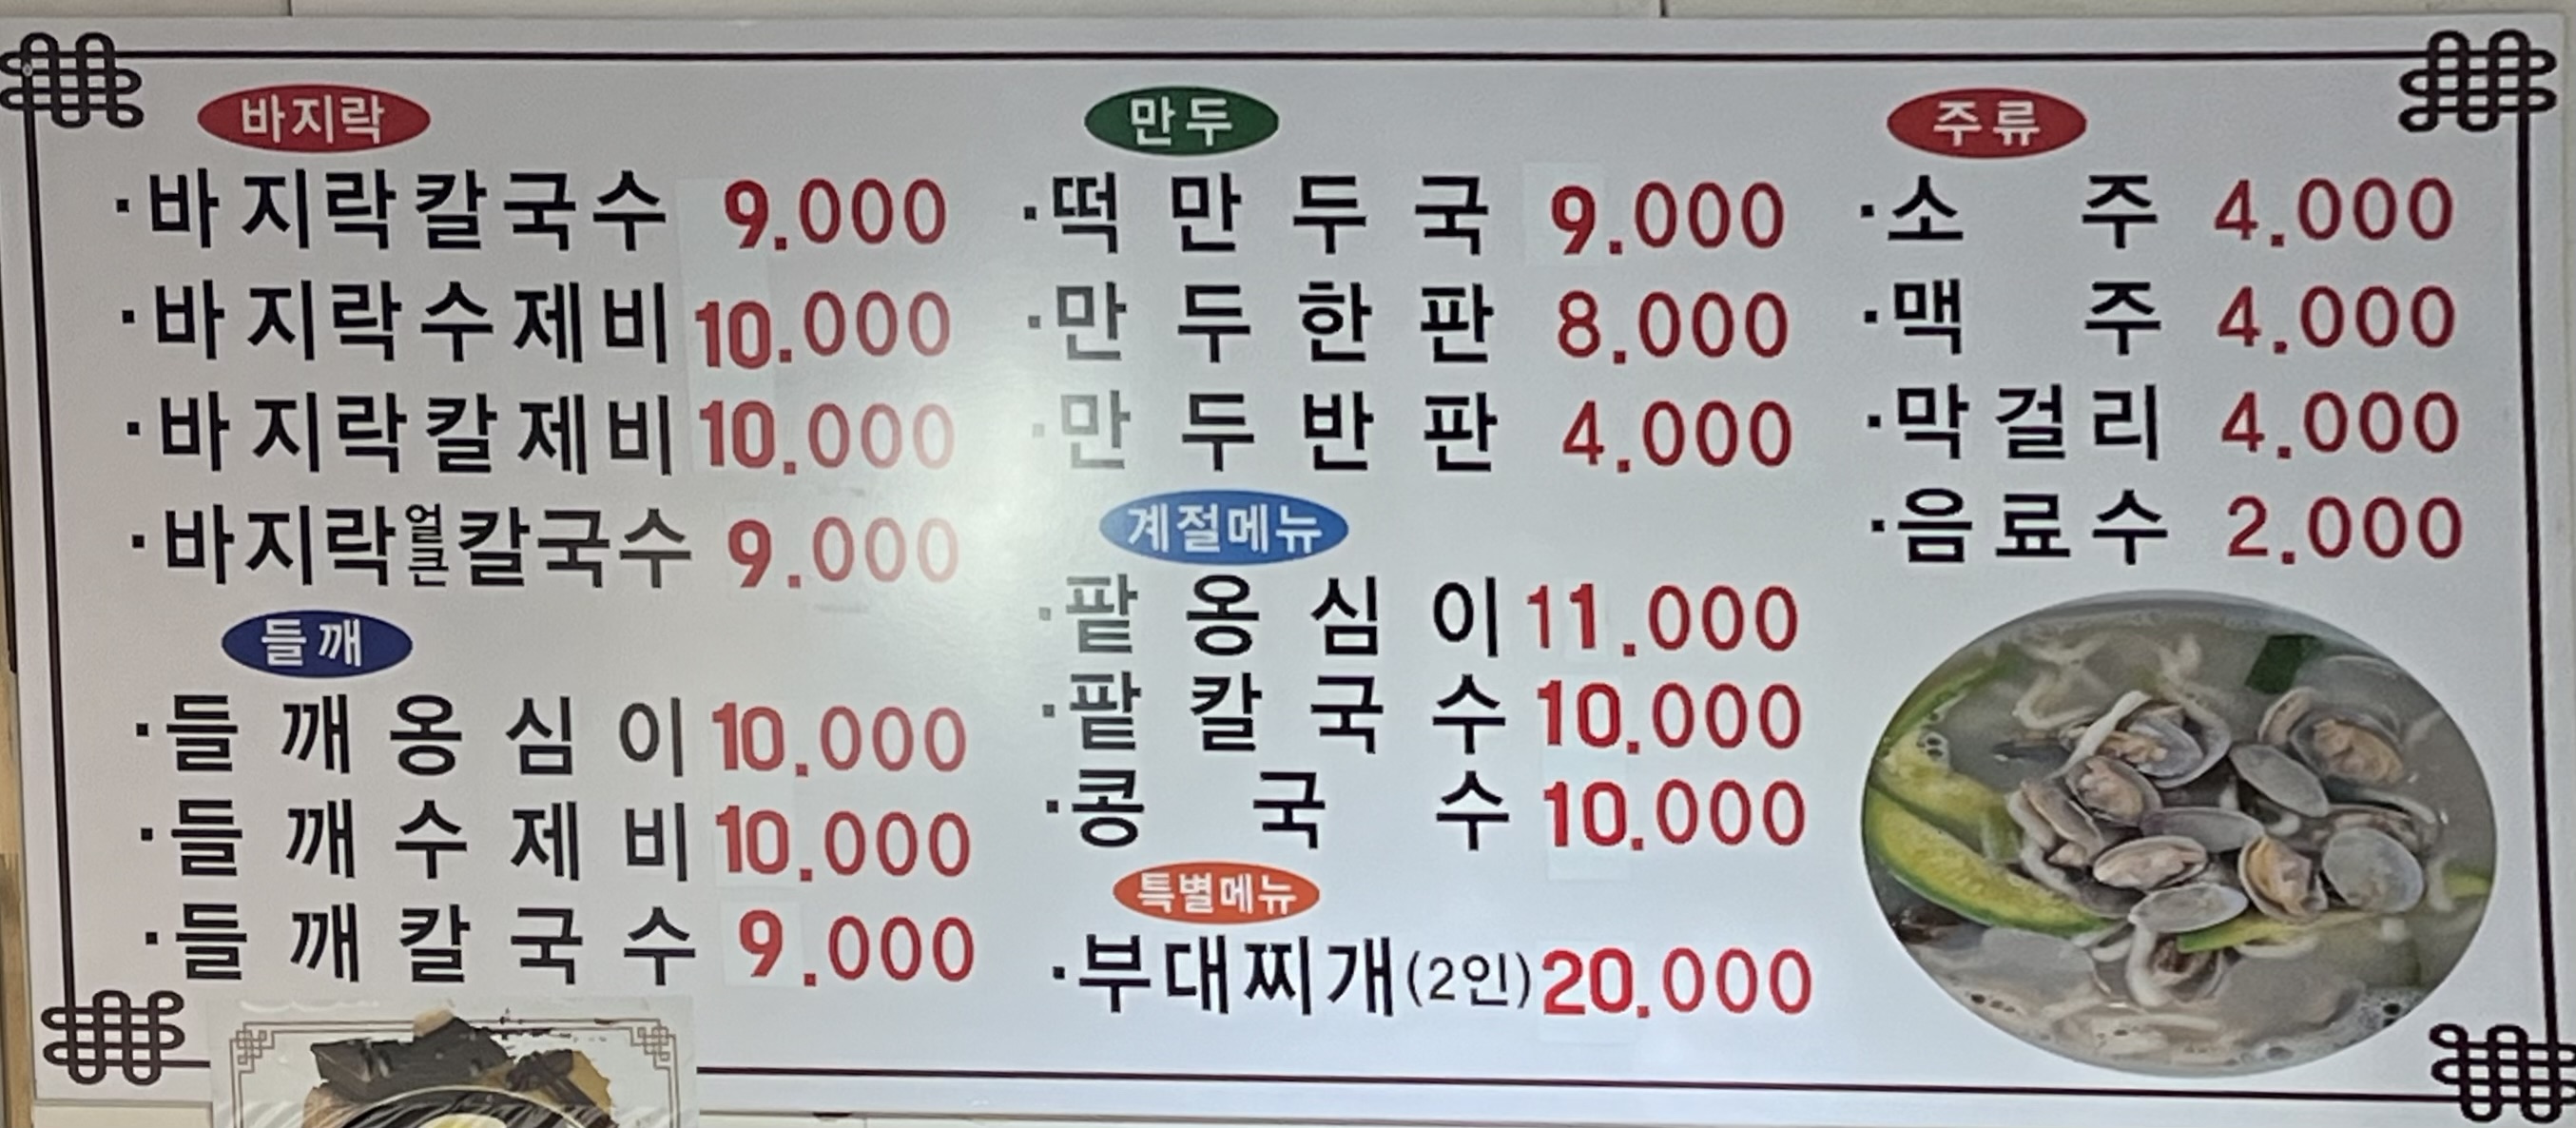 바지락
·바지락칼국수 9.000
·바지락수제비 10.000
·바지락칼제비 10.000
·바지락얼큰칼국수 9.000
들깨
·들깨옹심이 10.000
·들깨수제비 10.000
·들깨칼국수 9.000
만두
·떡만두국 9.000
·만두한판 8.000
·만두반판 4.000
계절메뉴
·팥옹심이 11.000
·팥칼국수 10.000
·콩국수 10.000
특별메뉴
·부대찌개(2인) 20.000
주류
·소주 4.000
·맥주 4.000
·막걸리 4.000
·음료수 2.000